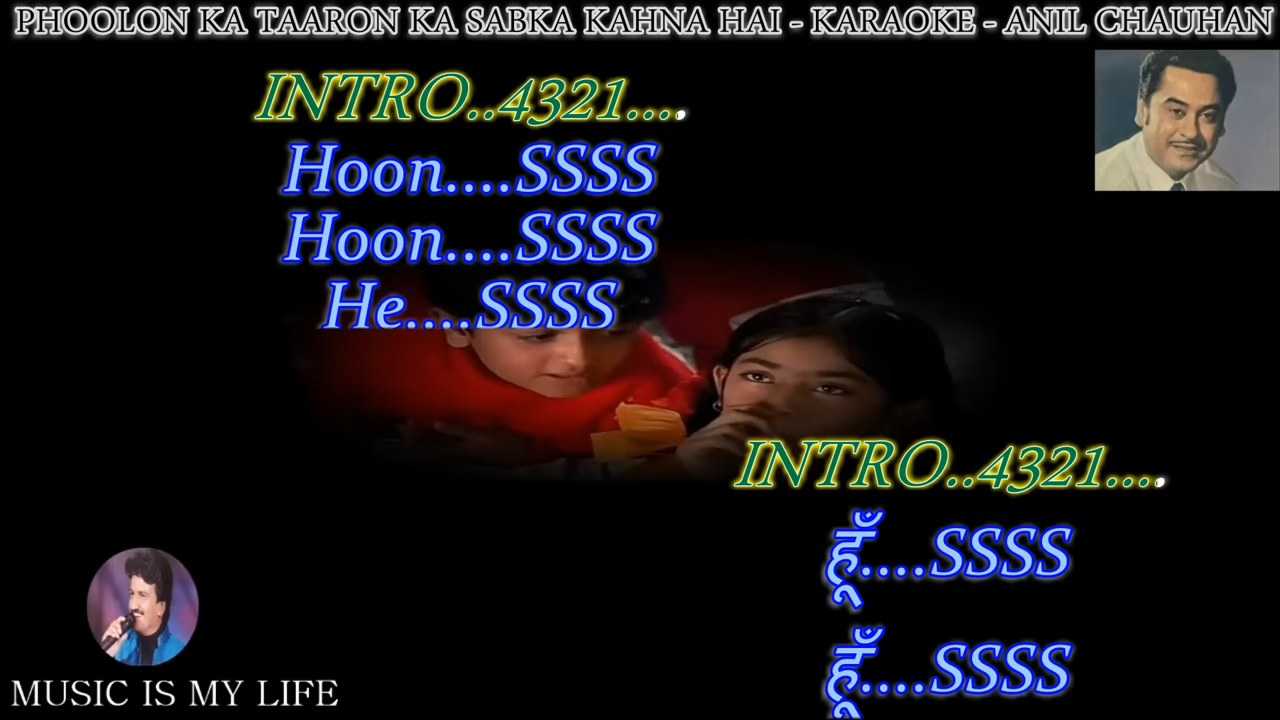 PHOOLON KA TAARON KA SABKA KAHNA HAI - KARAOKE - ANIL CHAUHAN
INTRO..4321....
Hoon....SSSS
Hoon....SSSS
He....SSSS
INTRO..4321....
हूँ....SSSS
हूँ....SSSS
MUSIC IS MY LIFE